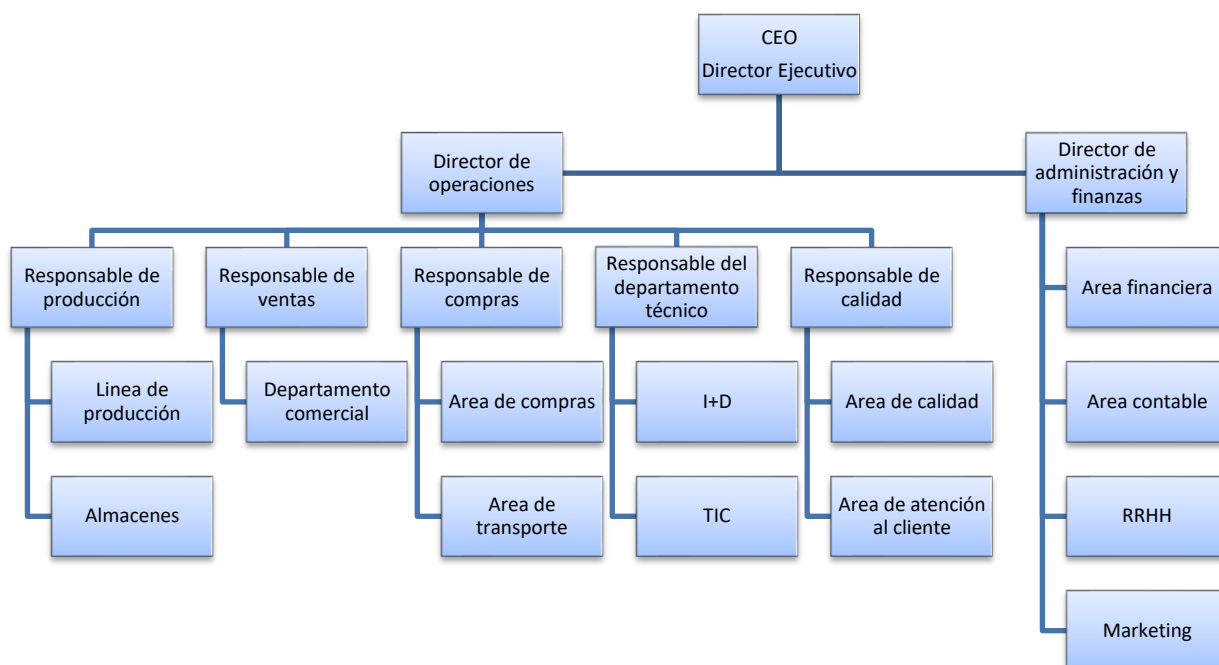 CEO
Director Ejecutivo
Director de
operaciones
Director de
administración y
finanzas
Responsable de
producción
Responsable de
ventas
Responsable de
compras
Responsable del
departamento
técnico
Responsable de
calidad
Area financiera
Linea de
producción
Departamento
comercial
Area de compras
I+D
Area de calidad
Area contable
Almacenes
Area de
transporte
TIC
Area de atención
al cliente
RRHH
Marketing